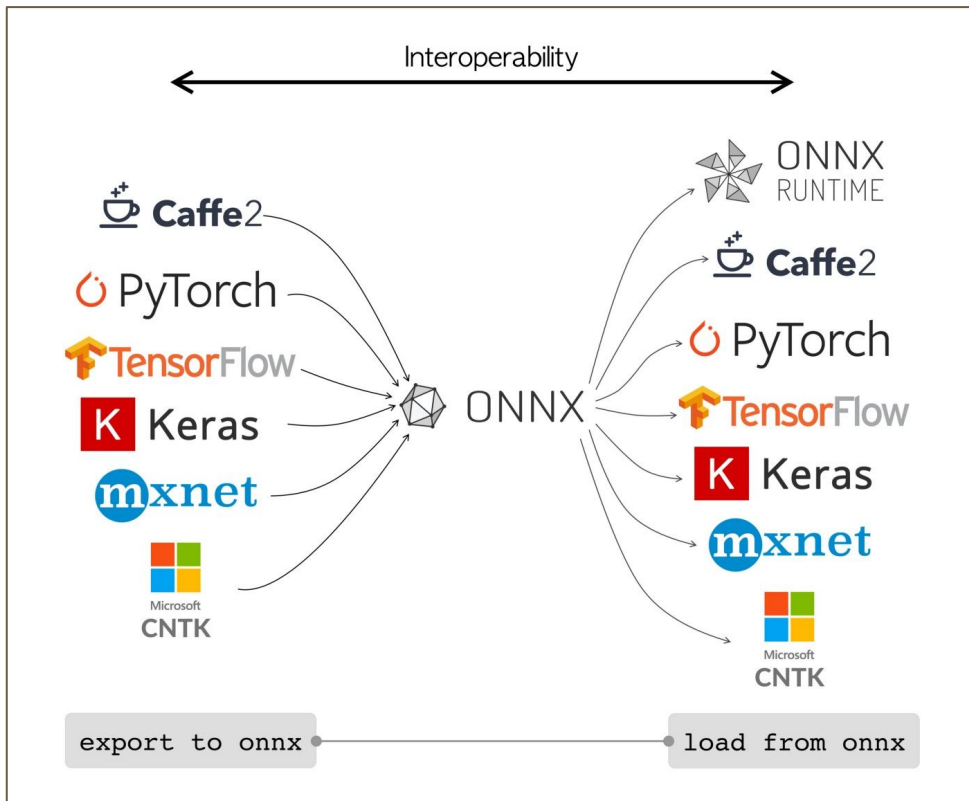 Interoperability
Caffe2
PyTorch
TensorFlow
K Keras
mxnet
Microsoft
CNTK
ONNX
ONNX
RUNTIME
Caffe2
PyTorch
TensorFlow
K Keras
mxnet
Microsoft
CNTK
export to onnx
load from onnx